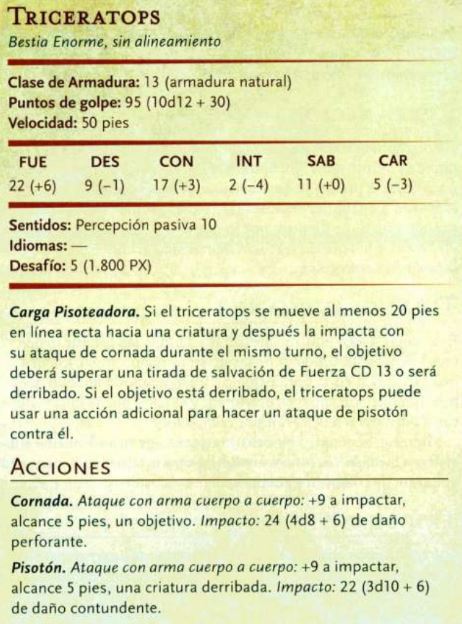 TRICERATOPS
Bestia Enorme, sin alineamiento
Clase de Armadura: 13 (armadura natural)
Puntos de golpe: 95 (10d12 + 30)
Velocidad: 50 pies
FUE DES CON INT SAB CAR
22 (+6) 9 (−1) 17 (+3) 2 (−4) 11 (+0) 5 (−3)
Sentidos: Percepción pasiva 10
Idiomas: —
Desafío: 5 (1.800 PX)
Carga Pisoteadora. Si el triceratops se mueve al menos 20 pies
en línea recta hacia una criatura y después la impacta con
su ataque de cornada durante el mismo turno, el objetivo
deberá superar una tirada de salvación de Fuerza CD 13 o será
derribado. Si el objetivo está derribado, el triceratops puede
usar una acción adicional para hacer un ataque de pisotón
contra él.
ACCIONES
Cornada. Ataque con arma cuerpo a cuerpo: +9 a impactar,
alcance 5 pies, un objetivo. Impacto: 24 (4d8 + 6) de daño
perforante.
Pisotón. Ataque con arma cuerpo a cuerpo: +9 a impactar,
alcance 5 pies, una criatura derribada. Impacto: 22 (3d10 + 6)
de daño contundente.